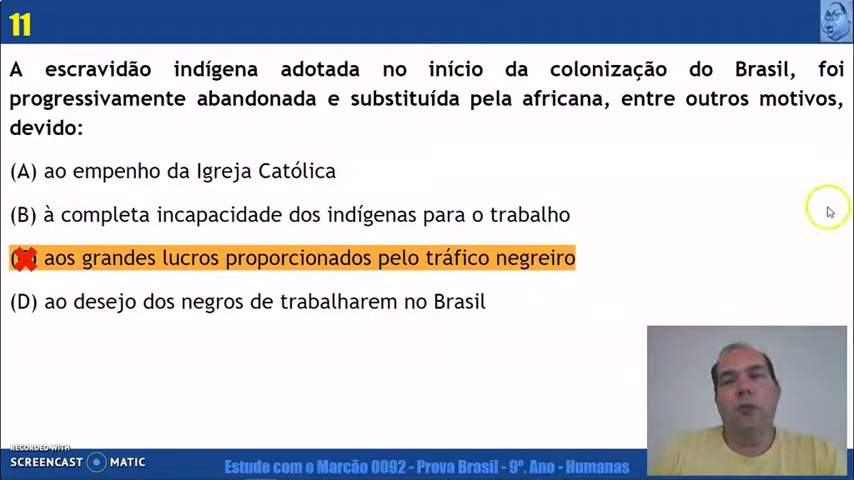 11
A escravidão indígena adotada no início da colonização do Brasil, foi
progressivamente abandonada e substituída pela africana, entre outros motivos,
devido:
(A) ao empenho da Igreja Católica
(B) à completa incapacidade dos indígenas para o trabalho
aos grandes lucros proporcionados pelo tráfico negreiro
(D) ao desejo dos negros de trabalharem no Brasil
RECORDED WITH
SCREENCAST MATIC
Estude com o Marcão 0092 - Prova Brasil - 9º. Ano - Humanas